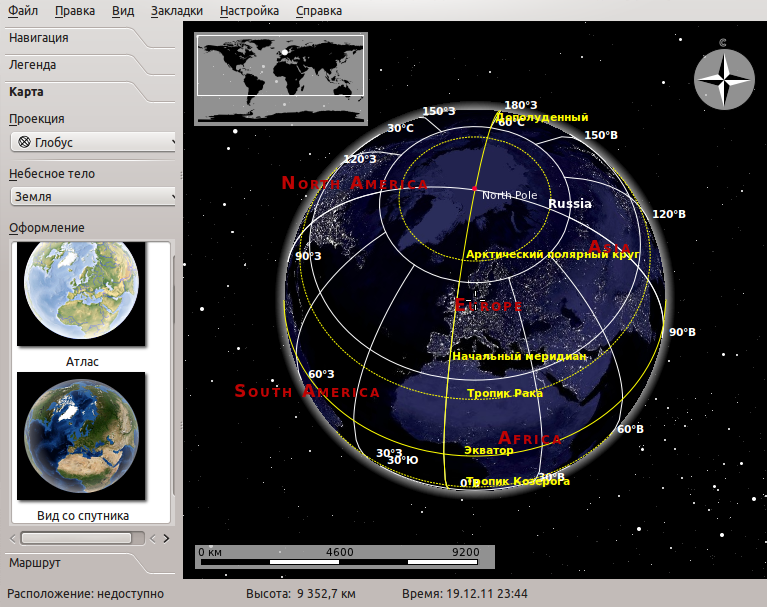 Файл Правка Вид Закладки Настройка Справка
Навигация
Легенда
Карта
Проекция
Глобус
Небесное тело
Земля
Оформление
Атлас
Вид со спутника
Маршрут
С
180°З
150°З
Дополуденный
60°С
30°С
150°В
120°З
North America
North Pole
Russia
120°В
Asia
Арктический полярный круг
90°З
Europe
90°В
Начальный меридиан
60°З
South America
Тропик Рака
60°В
Africa
Экватор
30°З
30°Ю
30°В
0°В
Тропик Козерога
0 км 4600 9200
Расположение: недоступно Высота: 9 352,7 км Время: 19.12.11 23:44